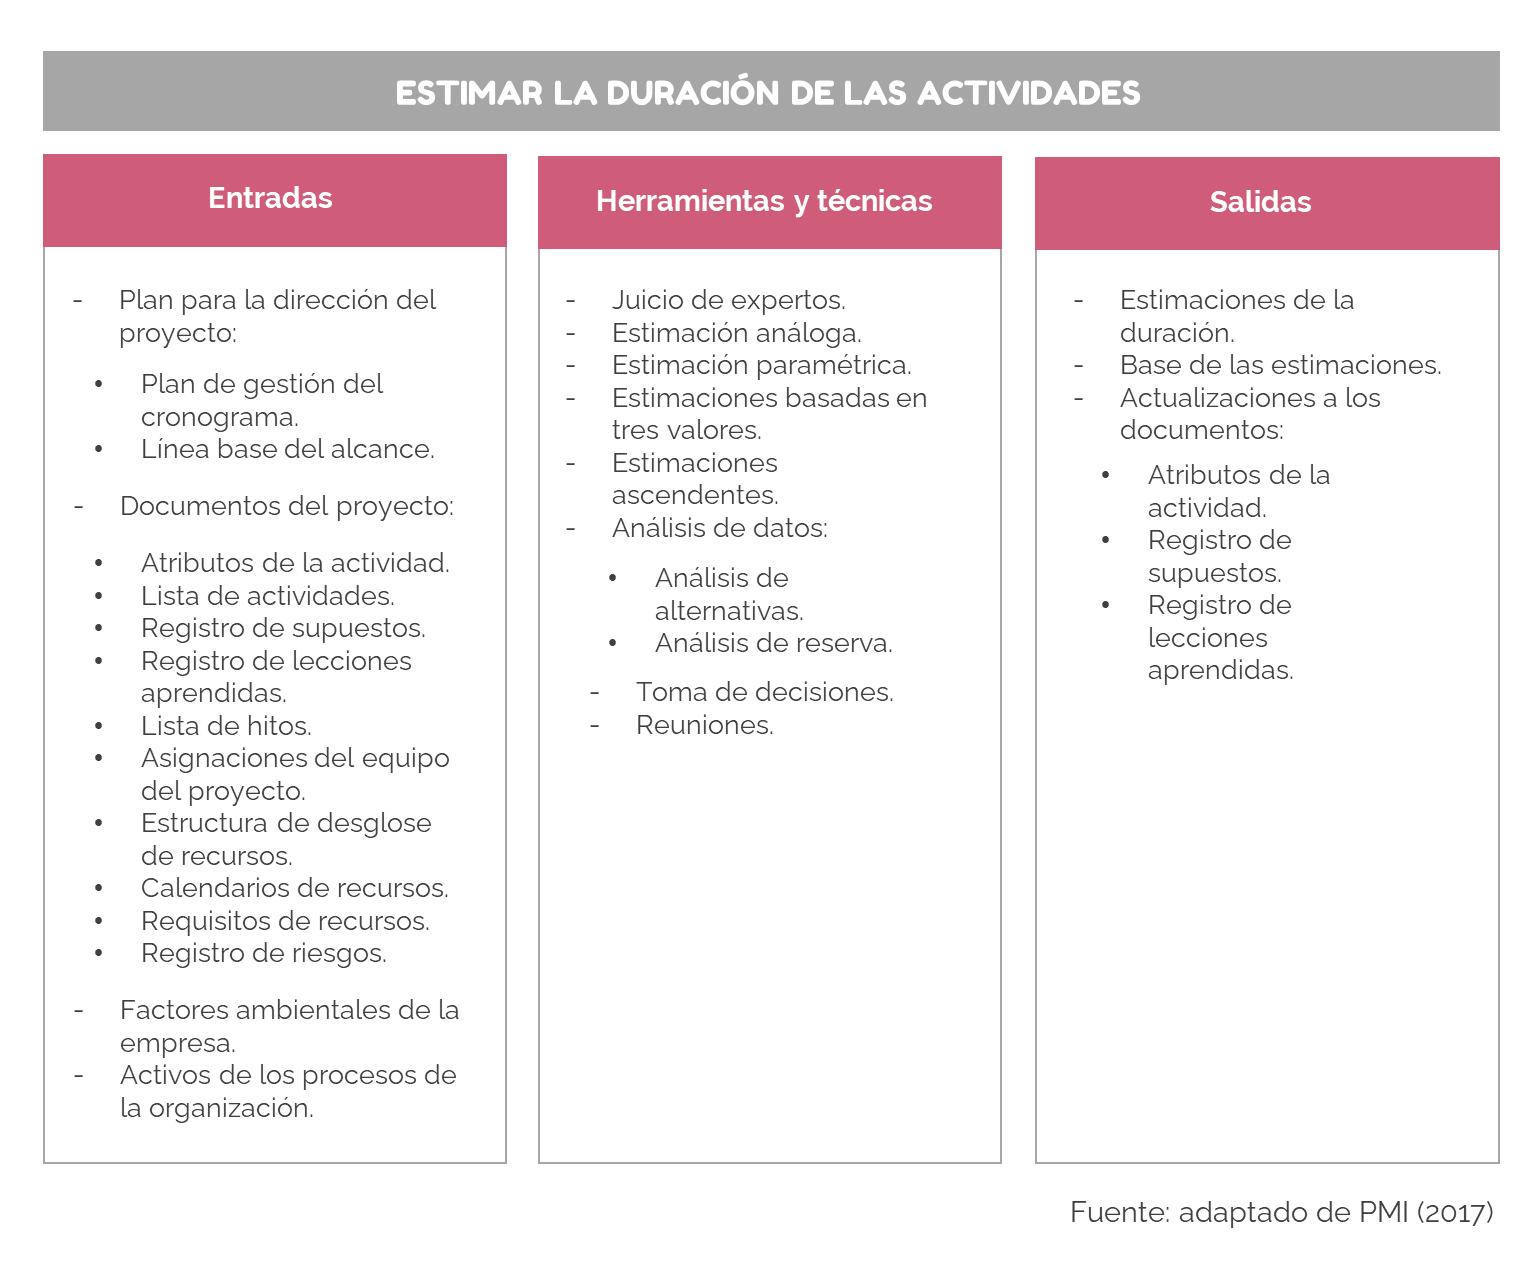 ESTIMAR LA DURACIÓN DE LAS ACTIVIDADES
Entradas
- Plan para la dirección del
proyecto:
• Plan de gestión del
cronograma.
• Línea base del alcance.
- Documentos del proyecto:
• Atributos de la actividad.
• Lista de actividades.
• Registro de supuestos.
• Registro de lecciones
aprendidas.
• Lista de hitos.
• Asignaciones del equipo
del proyecto.
• Estructura de desglose
de recursos.
• Calendarios de recursos.
• Requisitos de recursos.
• Registro de riesgos.
- Factores ambientales de la
empresa.
- Activos de los procesos de
la organización.
Herramientas y técnicas
- Juicio de expertos.
- Estimación análoga.
- Estimación paramétrica.
- Estimaciones basadas en
tres valores.
- Estimaciones
ascendentes.
- Análisis de datos:
• Análisis de
alternativas.
• Análisis de reserva.
- Toma de decisiones.
- Reuniones.
Salidas
- Estimaciones de la
duración.
- Base de las estimaciones.
- Actualizaciones a los
documentos:
• Atributos de la
actividad.
• Registro de
supuestos.
• Registro de
lecciones
aprendidas.
Fuente: adaptado de PMI (2017)